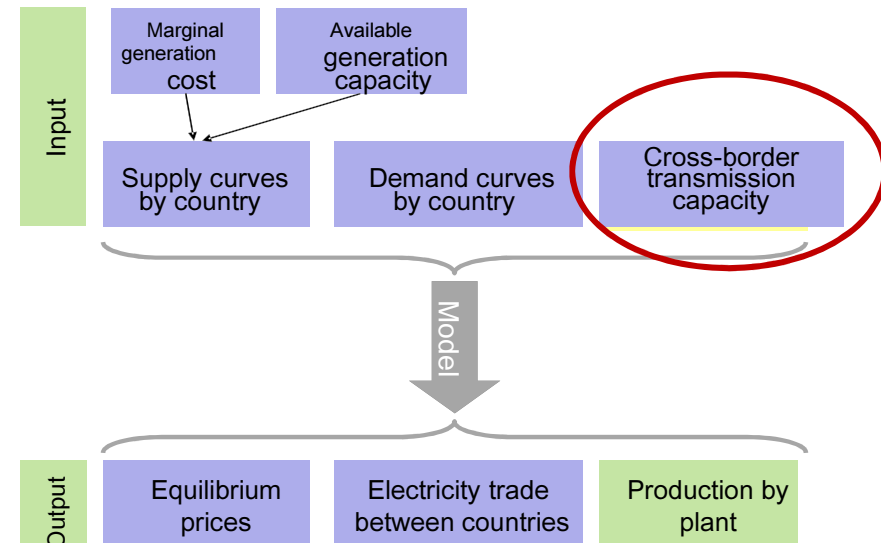 Input
Marginal
generation
cost
Available
generation
capacity
Supply curves
by country
Demand curves
by country
Cross-border
transmission
capacity
Model
Output
Equilibrium
prices
Electricity trade
between countries
Production by
plant